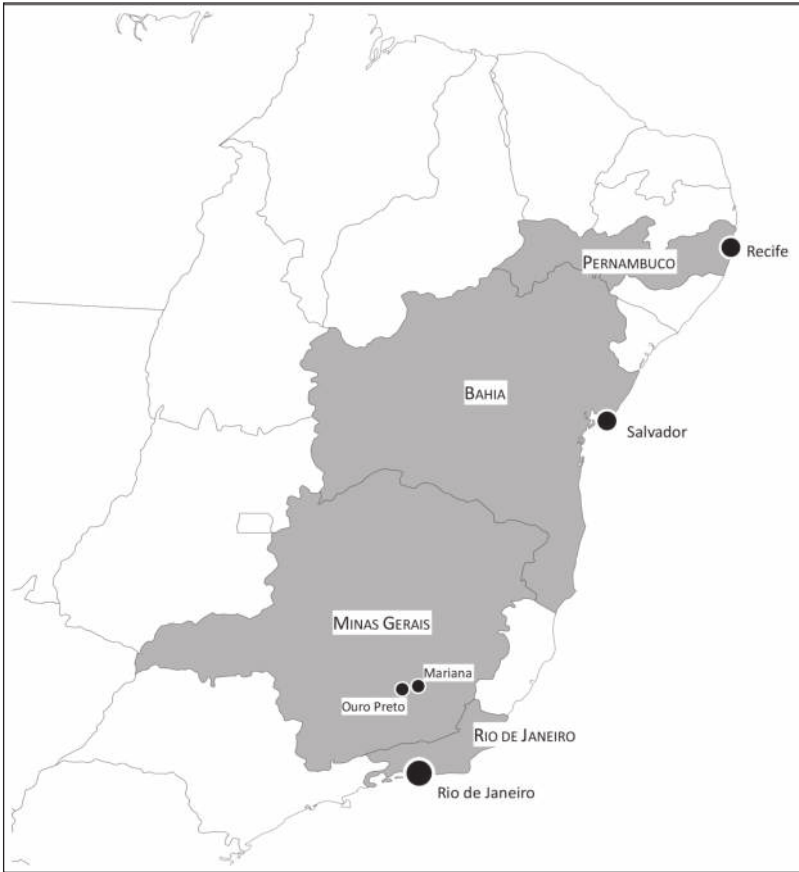 PERNAMBUCO
Recife
BAHIA
Salvador
MINAS GERAIS
Mariana
Ouro Preto
RIO DE JANEIRO
Rio de Janeiro